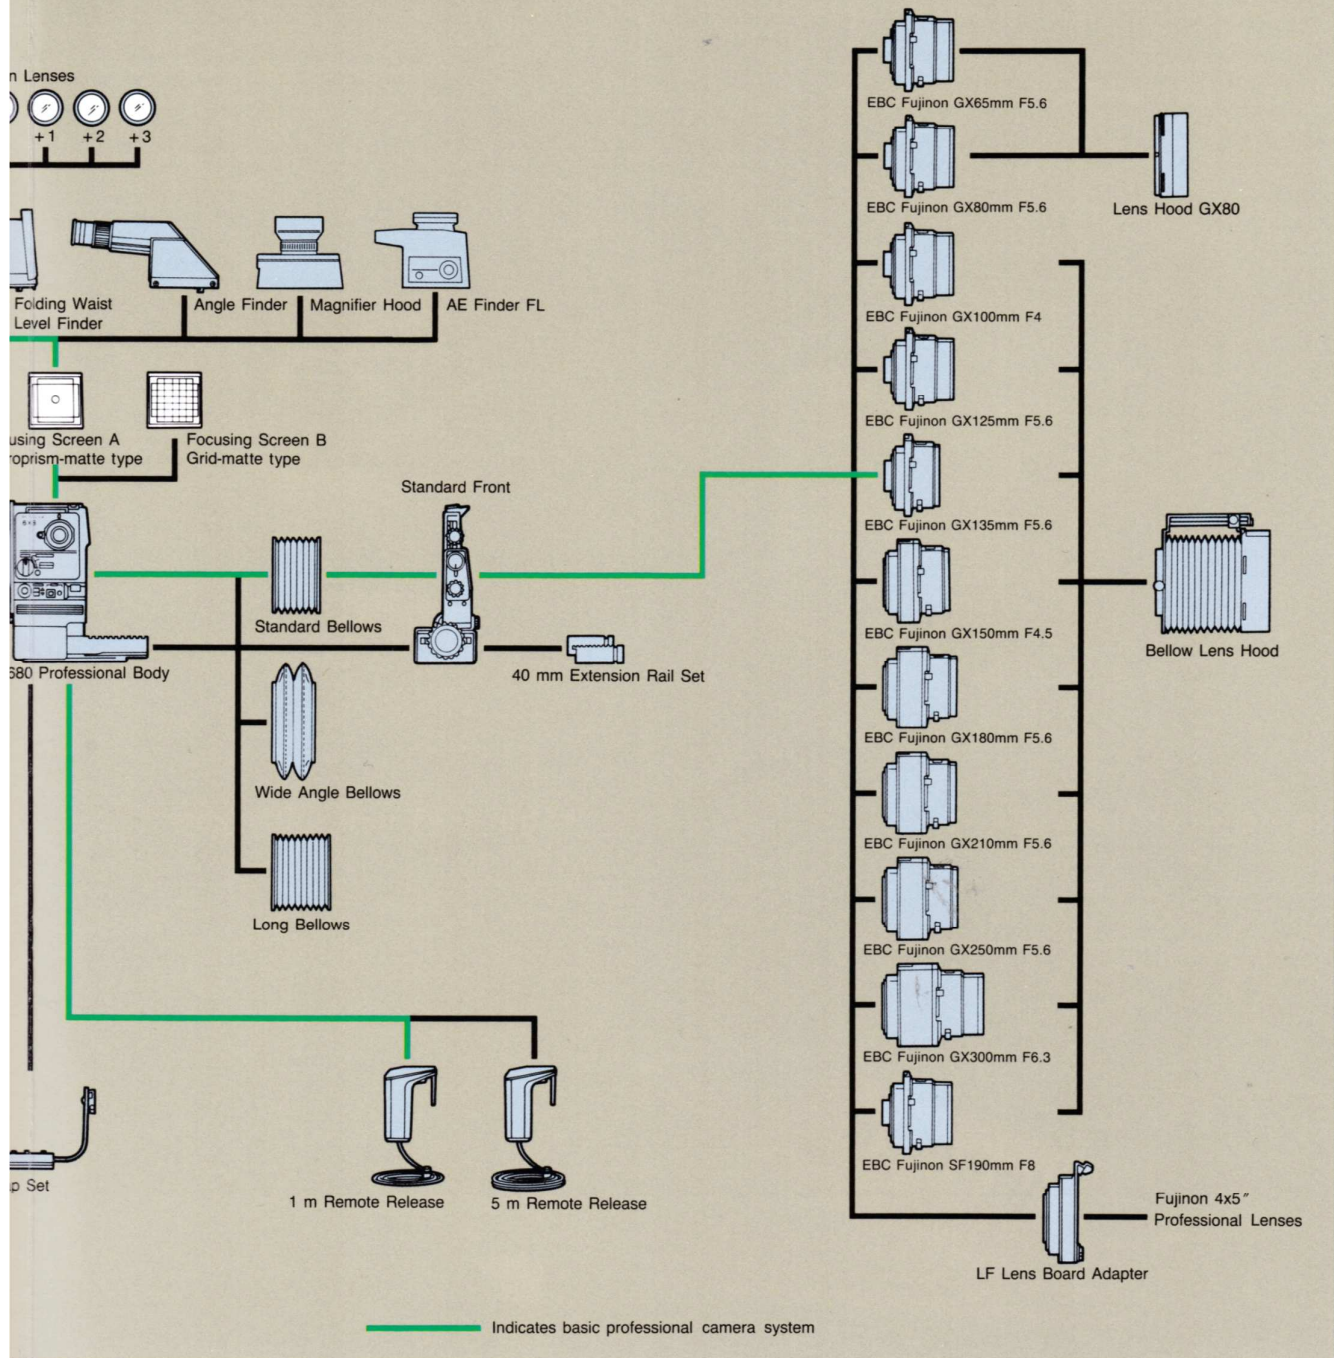 n Lenses
+1 +2 +3
Folding Waist
Level Finder
Angle Finder
Magnifier Hood
AE Finder FL
using Screen A
roprism-matte type
Focusing Screen B
Grid-matte type
6×8
680 Professional Body
Standard Bellows
Standard Front
40 mm Extension Rail Set
Wide Angle Bellows
Long Bellows
p Set
1 m Remote Release
5 m Remote Release
EBC Fujinon GX65mm F5.6
EBC Fujinon GX80mm F5.6
Lens Hood GX80
EBC Fujinon GX100mm F4
EBC Fujinon GX125mm F5.6
EBC Fujinon GX135mm F5.6
EBC Fujinon GX150mm F4.5
Bellow Lens Hood
EBC Fujinon GX180mm F5.6
EBC Fujinon GX210mm F5.6
EBC Fujinon GX250mm F5.6
EBC Fujinon GX300mm F6.3
EBC Fujinon SF190mm F8
LF Lens Board Adapter
Fujinon 4x5″
Professional Lenses
Indicates basic professional camera system